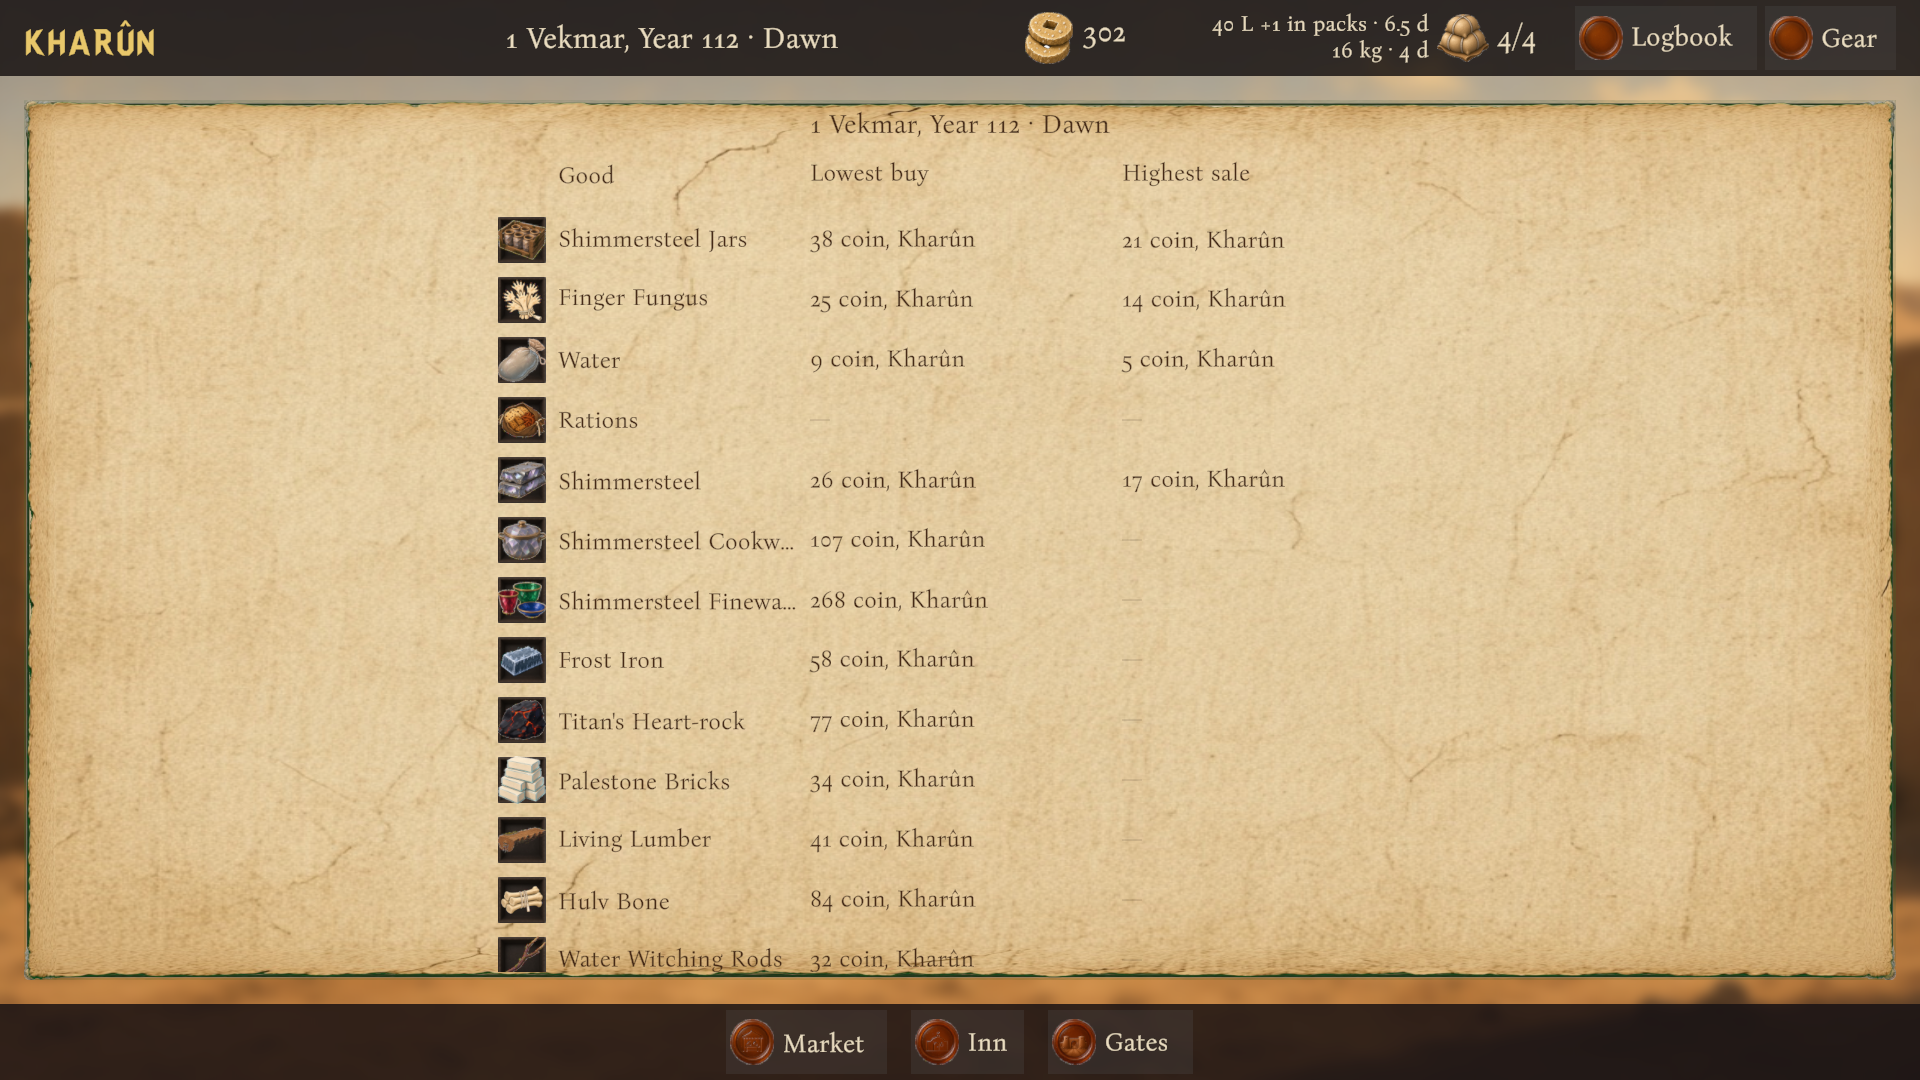 KHARÛN
1 Vekmar, Year 112 · Dawn
302
40 L +1 in packs · 6.5 d
16 kg · 4 d
4/4
Logbook
Gear
1 Vekmar, Year 112 · Dawn
Good Lowest buy Highest sale
Shimmersteel Jars 38 coin, Kharûn 21 coin, Kharûn
Finger Fungus 25 coin, Kharûn 14 coin, Kharûn
Water 9 coin, Kharûn 5 coin, Kharûn
Rations — —
Shimmersteel 26 coin, Kharûn 17 coin, Kharûn
Shimmersteel Cookw... 107 coin, Kharûn —
Shimmersteel Finewa... 268 coin, Kharûn —
Frost Iron 58 coin, Kharûn —
Titan's Heart-rock 77 coin, Kharûn —
Palestone Bricks 34 coin, Kharûn —
Living Lumber 41 coin, Kharûn —
Hulv Bone 84 coin, Kharûn —
Water Witching Rods 32 coin, Kharûn —
Market
Inn
Gates